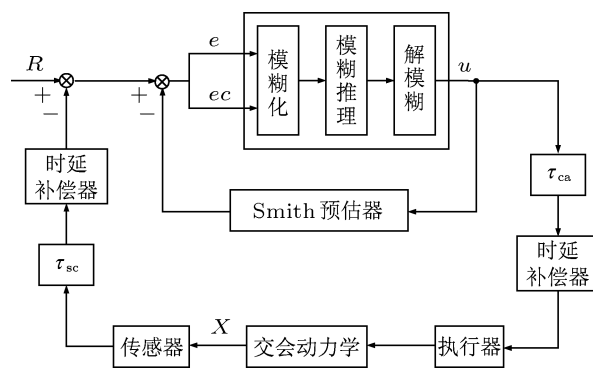 R
+
−
+
−
e
ec
模糊化
模糊推理
解模糊
u
时延
补偿器
Smith 预估器
τca
τsc
时延
补偿器
传感器
X
交会动力学
执行器